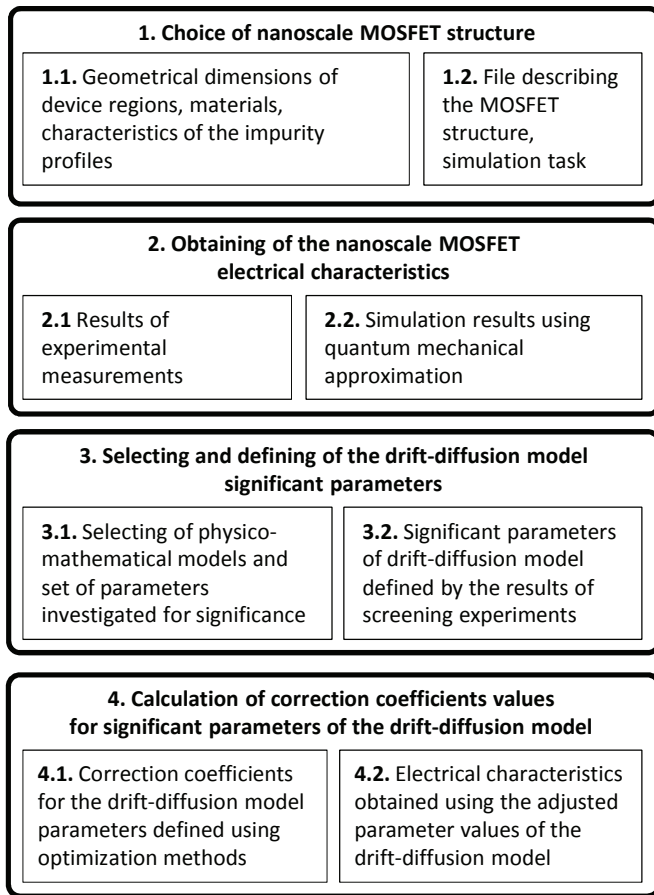 1. Choice of nanoscale MOSFET structure
1.1. Geometrical dimensions of
device regions, materials,
characteristics of the impurity
profiles
1.2. File describing
the MOSFET
structure,
simulation task
2. Obtaining of the nanoscale MOSFET
electrical characteristics
2.1 Results of
experimental
measurements
2.2. Simulation results using
quantum mechanical
approximation
3. Selecting and defining of the drift-diffusion model
significant parameters
3.1. Selecting of physico-
mathematical models and
set of parameters
investigated for significance
3.2. Significant parameters
of drift-diffusion model
defined by the results of
screening experiments
4. Calculation of correction coefficients values
for significant parameters of the drift-diffusion model
4.1. Correction coefficients
for the drift-diffusion model
parameters defined using
optimization methods
4.2. Electrical characteristics
obtained using the adjusted
parameter values of the
drift-diffusion model